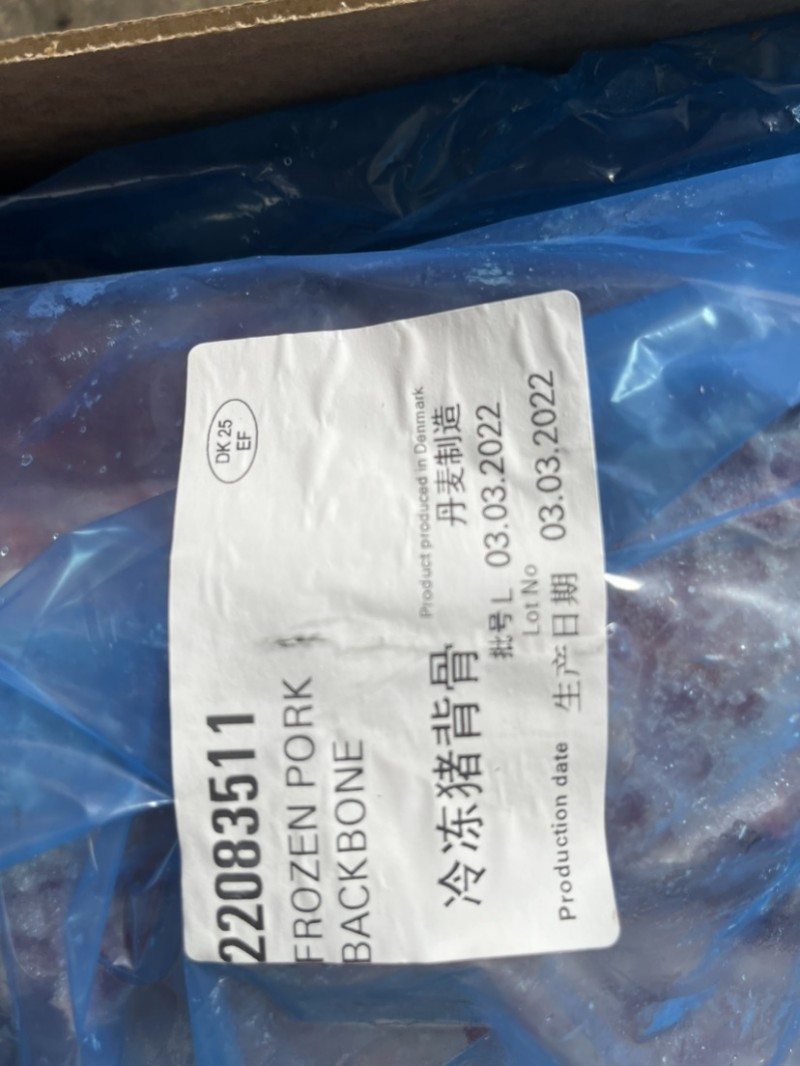 DK 25
EF
22083511
FROZEN PORK
BACKBONE
Product produced in Denmark
冷冻猪背骨 丹麦制造
批号 L 03.03.2022
Lot No
Production date 生产日期 03.03.2022